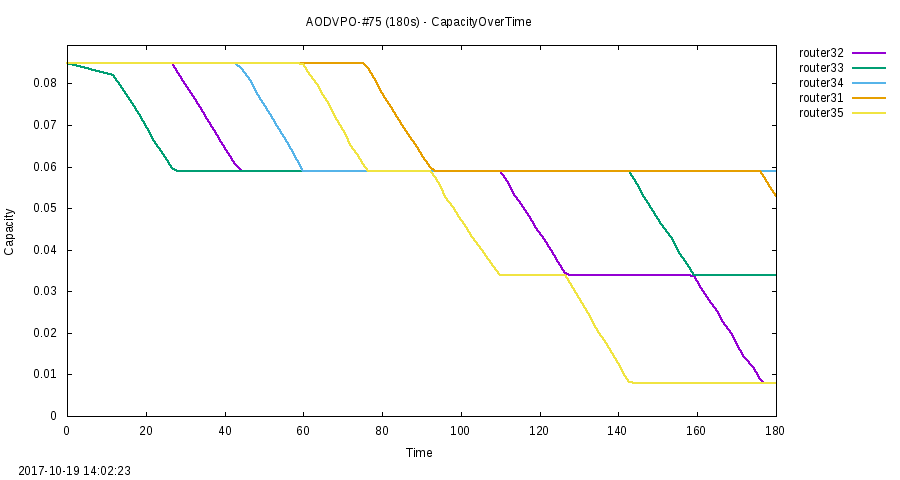 AODVPO-#75 (180s) - CapacityOverTime
router32
router33
router34
router31
router35
0.08
0.07
0.06
0.05
0.04
0.03
0.02
0.01
0
Capacity
0 20 40 60 80 100 120 140 160 180
Time
2017-10-19 14:02:23